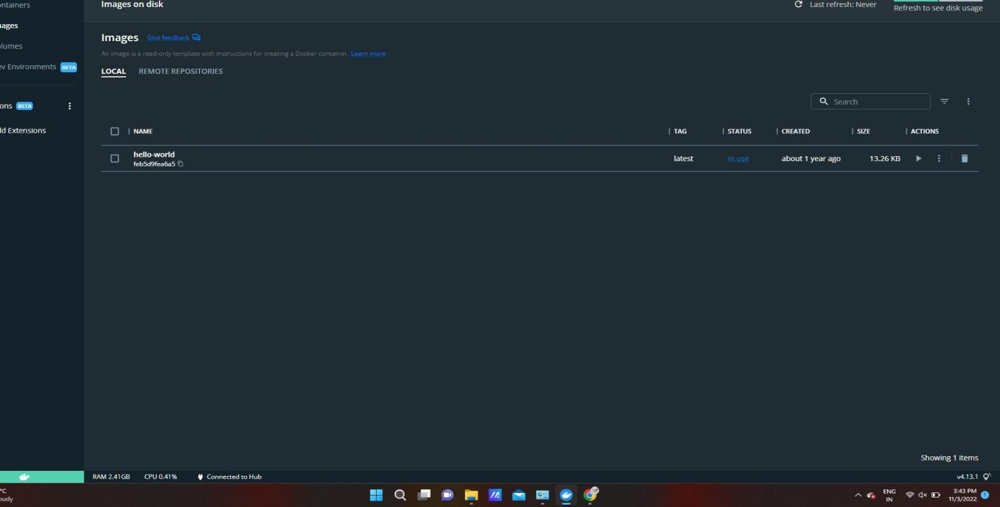 ontainers
Images on disk
Last refresh: Never
Refresh to see disk usage
ages
Images Give feedback
lumes
An image is a read-only template with instructions for creating a Docker container. Learn more
ev Environments BETA
LOCAL REMOTE REPOSITORIES
ons BETA
Search
d Extensions
NAME TAG STATUS CREATED SIZE ACTIONS
hello-world
feb5d9fea6a5
latest In use about 1 year ago 13.26 KB
Showing 1 items
RAM 2.41GB CPU 0.41% Connected to Hub v4.13.1
°C
oudy
ENG
IN
3:43 PM
11/3/2022
1